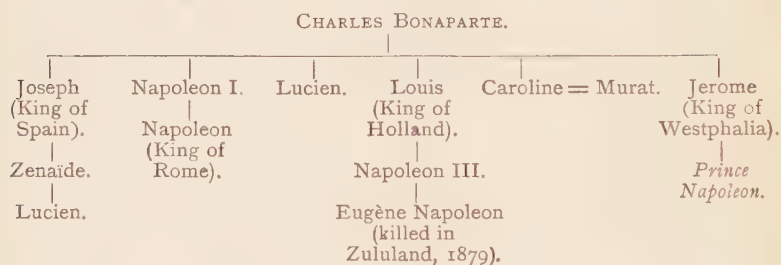 CHARLES BONAPARTE.
Joseph Napoleon I. Lucien. Louis Caroline = Murat. Jerome
(King of Napoleon (King of (King of
Spain). (King of Holland). Westphalia).
Zenaïde. Rome). Napoleon III. Prince
Napoleon.
Lucien. Eugène Napoleon
(killed in
Zululand, 1879).